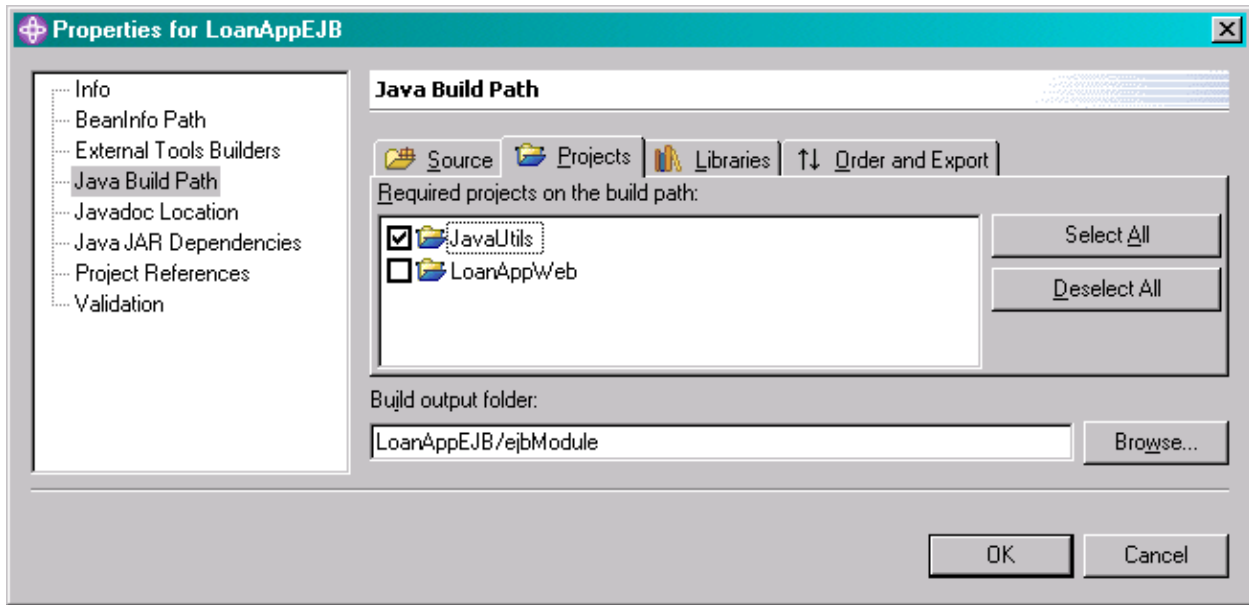 Properties for LoanAppEJB
Info
BeanInfo Path
External Tools Builders
Java Build Path
Javadoc Location
Java JAR Dependencies
Project References
Validation
Java Build Path
Source Projects Libraries Order and Export
Required projects on the build path:
JavaUtils
LoanAppWeb
Select All
Deselect All
Build output folder:
LoanAppEJB/ejbModule
Browse...
OK Cancel